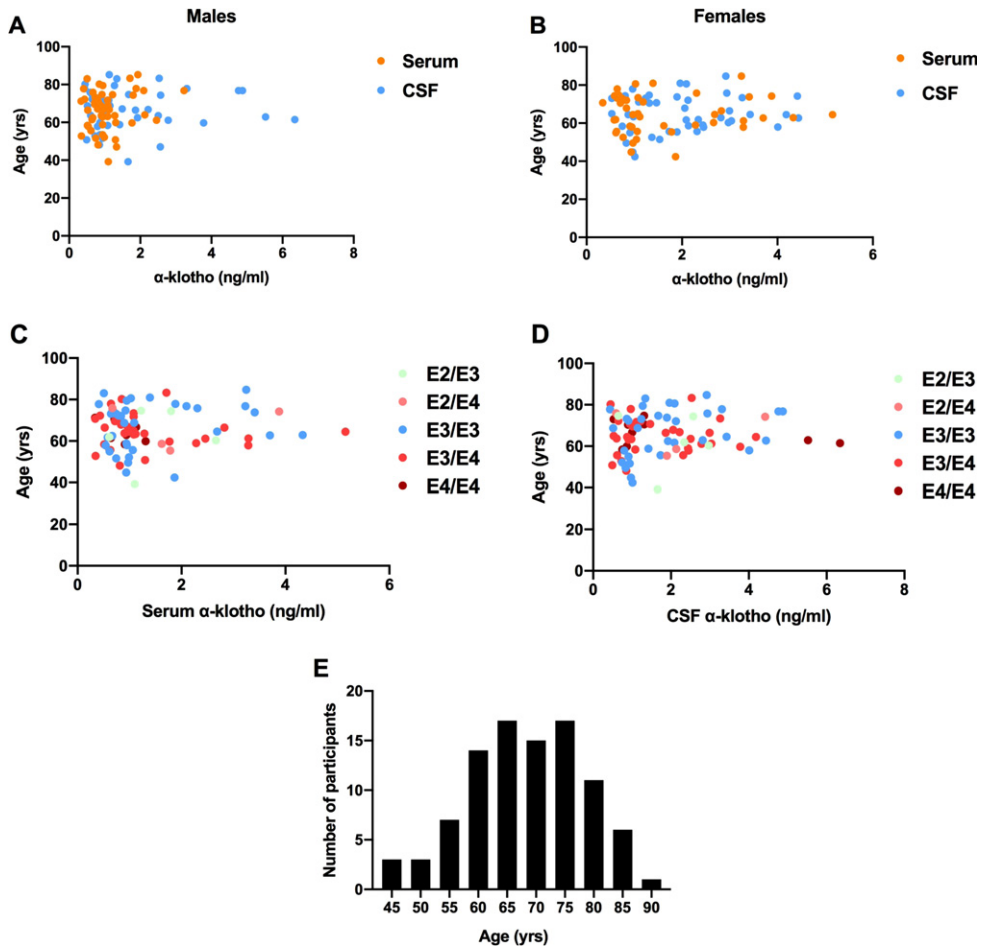 A
Males
Serum
CSF
100
80
60
40
20
0
Age (yrs)
0 2 4 6 8
α-klotho (ng/ml)
B
Females
Serum
CSF
100
80
60
40
20
0
Age (yrs)
0 2 4 6
α-klotho (ng/ml)
C
E2/E3
E2/E4
E3/E3
E3/E4
E4/E4
100
80
60
40
20
0
Age (yrs)
0 2 4 6
Serum α-klotho (ng/ml)
D
E2/E3
E2/E4
E3/E3
E3/E4
E4/E4
100
80
60
40
20
0
Age (yrs)
0 2 4 6 8
CSF α-klotho (ng/ml)
E
20
15
10
5
0
Number of participants
45 50 55 60 65 70 75 80 85 90
Age (yrs)